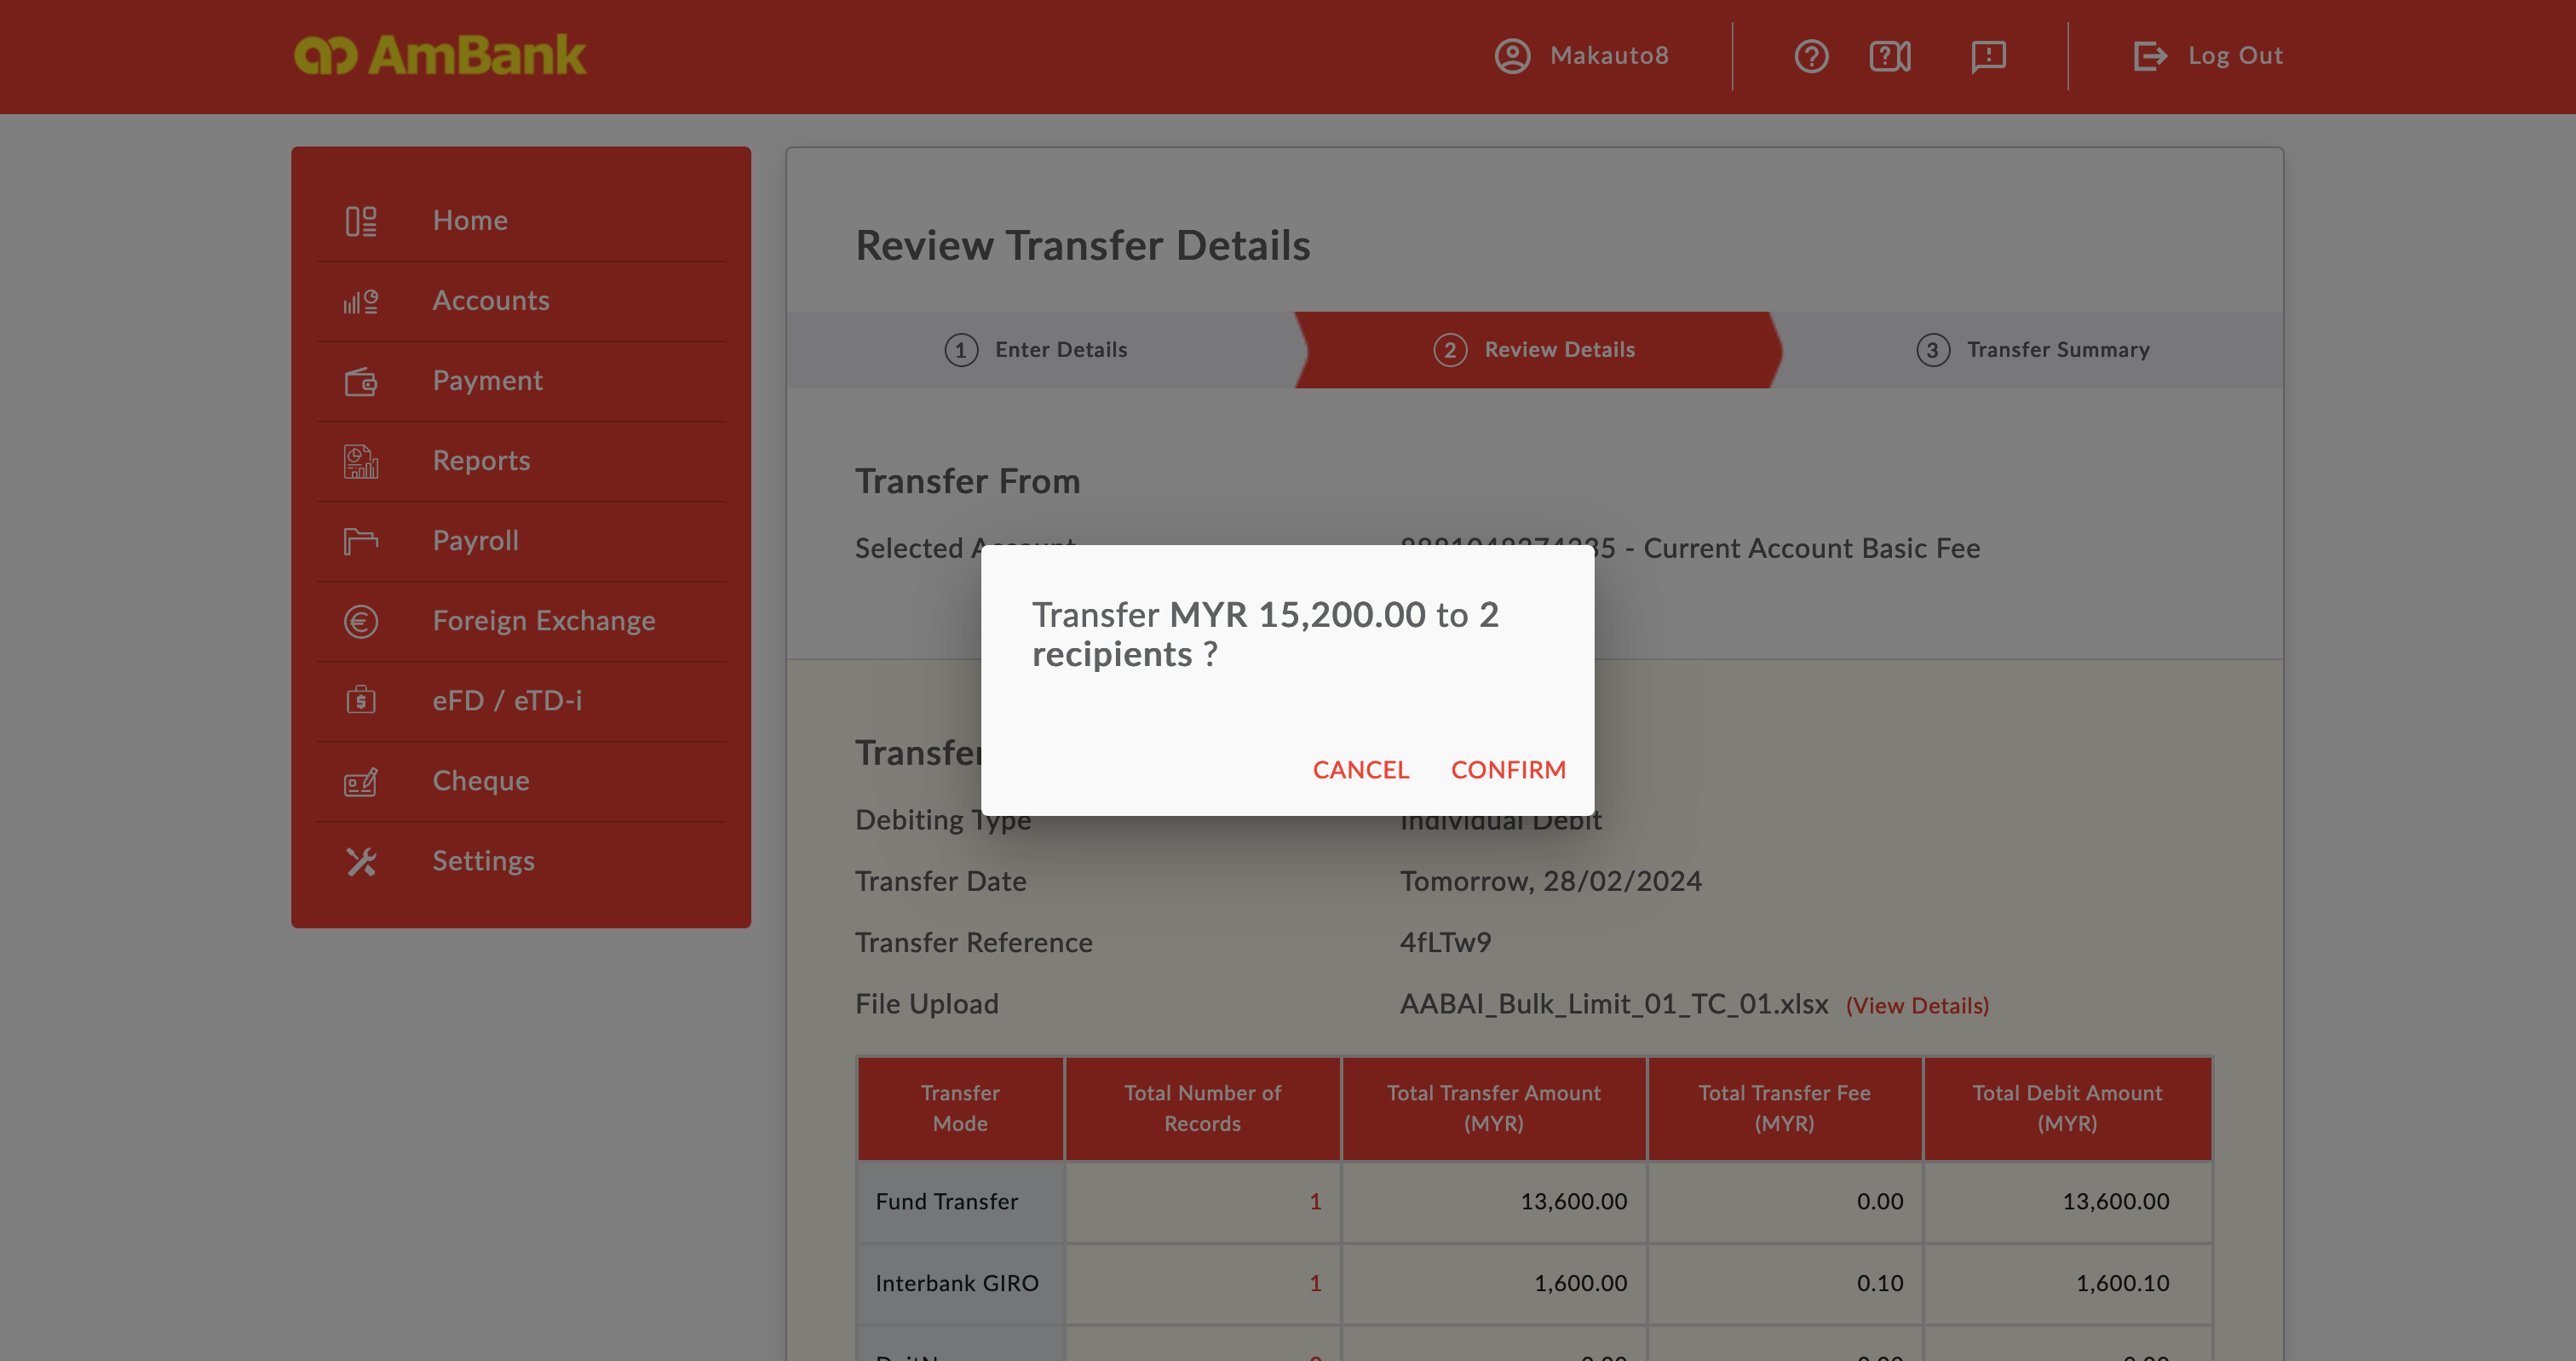 AmBank
Makauto8
Log Out
Home
Accounts
Payment
Reports
Payroll
Foreign Exchange
eFD / eTD-i
Cheque
Settings
Review Transfer Details
1 Enter Details
2 Review Details
3 Transfer Summary
Transfer From
Selected Account
- Current Account Basic Fee
Transfer MYR 15,200.00 to 2
recipients ?
CANCEL CONFIRM
Transfer
Debiting Type
Individual Debit
Transfer Date
Tomorrow, 28/02/2024
Transfer Reference
4fLTw9
File Upload
AABAI_Bulk_Limit_01_TC_01.xlsx (View Details)
Transfer
Mode
Total Number of
Records
Total Transfer Amount
(MYR)
Total Transfer Fee
(MYR)
Total Debit Amount
(MYR)
Fund Transfer 1 13,600.00 0.00 13,600.00
Interbank GIRO 1 1,600.00 0.10 1,600.10